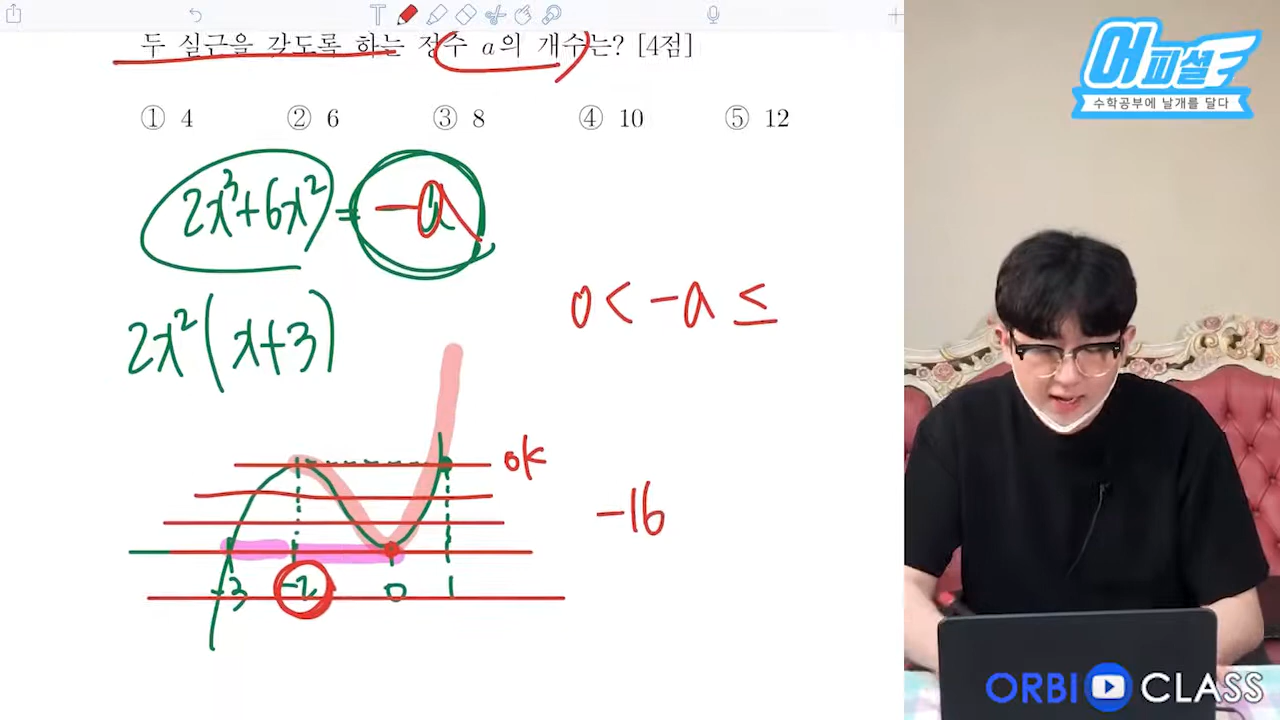 두 실근을 갖도록 하는 정수 a의 개수는? [4점]
① 4 ② 6 ③ 8 ④ 10 ⑤ 12
2x³+6x² = -a
2x²(x+3)
0 < -a ≤
ok
-16
-3 -2 0 1
어피셜
수학공부에 날개를 달다
ORBI CLASS